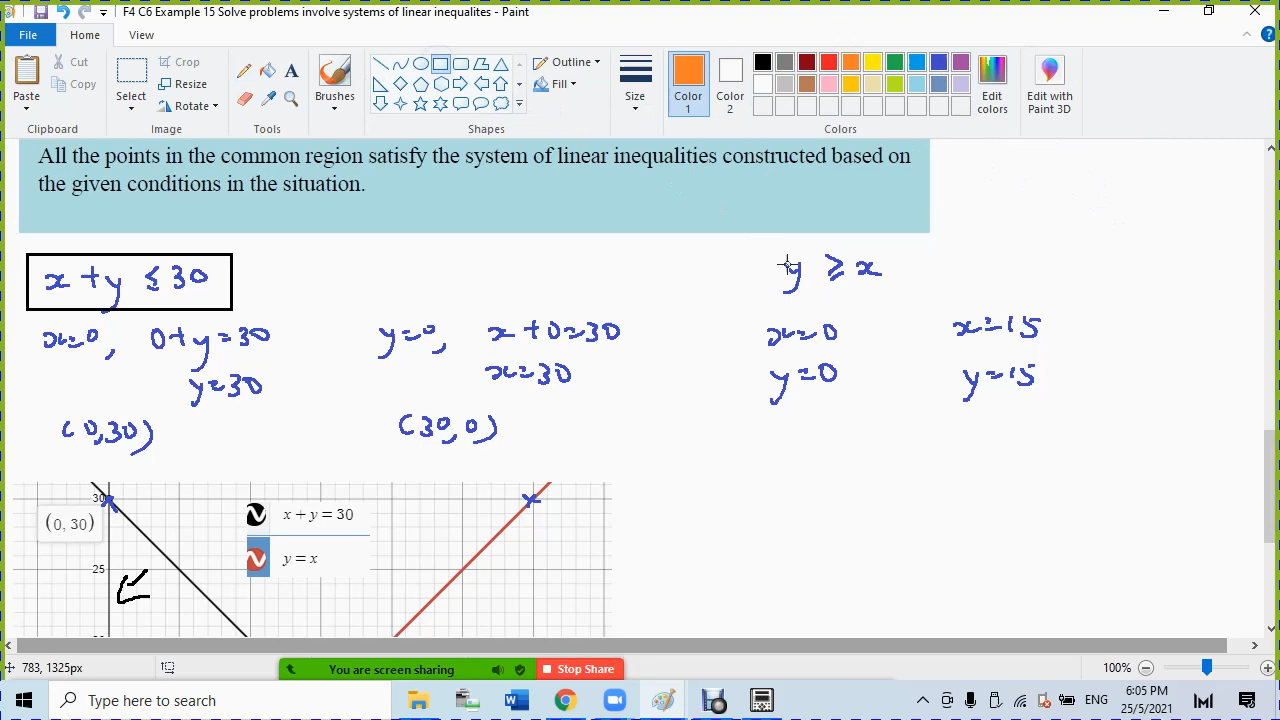 F4 C6 Example 15 Solve problems involve systems of linear inequalites - Paint
File Home View
Paste Cut Copy Clipboard
Select Crop Resize Rotate Image
Tools
Brushes
Outline Fill Shapes
Size
Color 1 Color 2 Edit colors Colors
Edit with Paint 3D
All the points in the common region satisfy the system of linear inequalities constructed based on
the given conditions in the situation.
x + y ≤ 30
x=0, 0+y=30
y=30
(0,30)
y=0, x+0=30
x=30
(30,0)
y ≥ x
x=0 x=15
y=0 y=15
30
(0, 30)
25
x + y = 30
y = x
783, 1325px
100%
You are screen sharing Stop Share
Type here to search
ENG
6:05 PM
25/5/2021